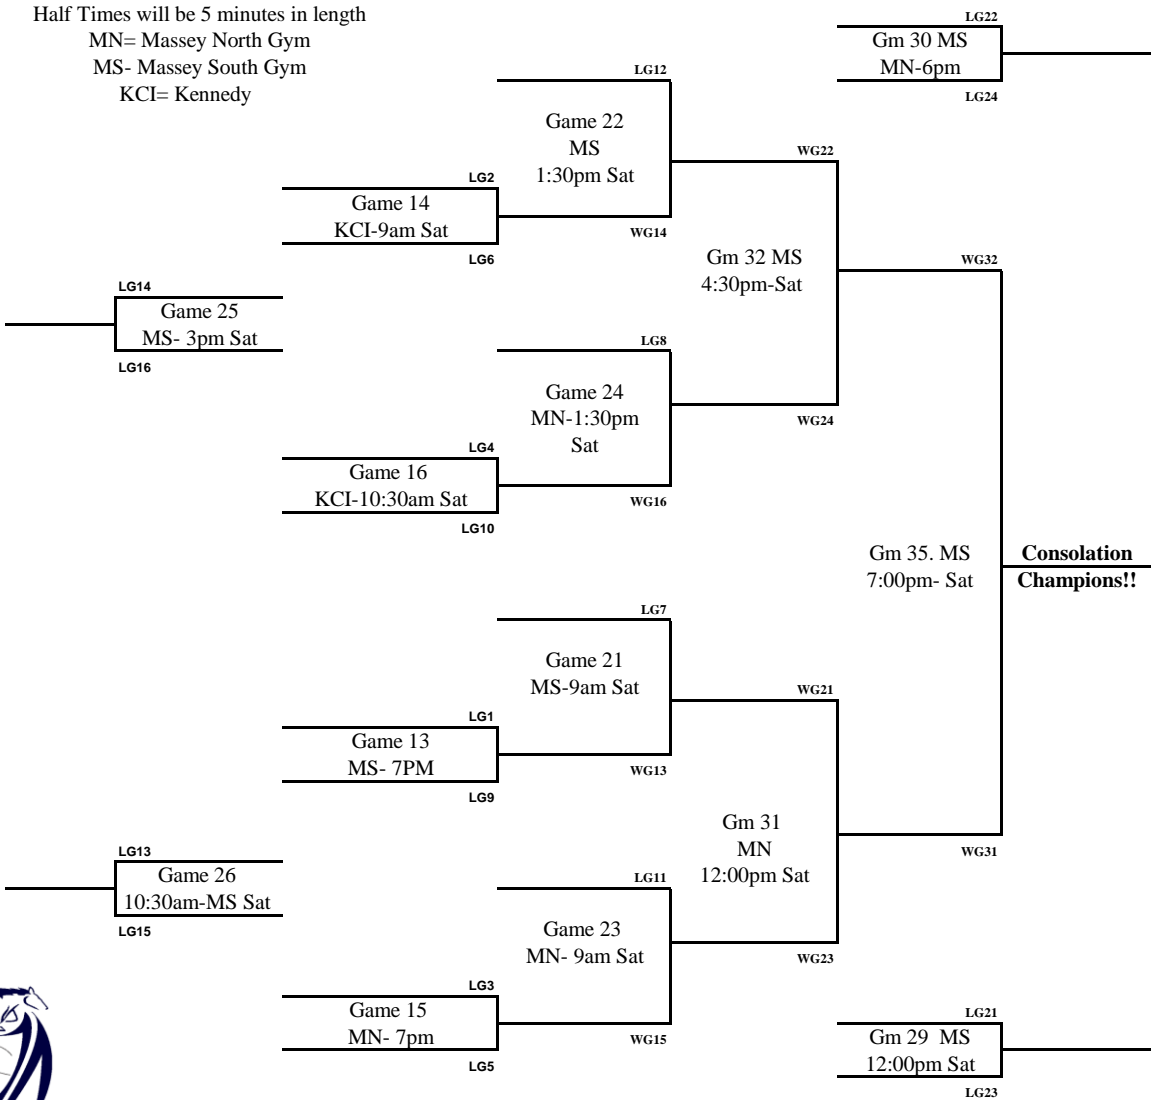 Half Times will be 5 minutes in length
MN= Massey North Gym
MS- Massey South Gym
KCI= Kennedy
LG22
Gm 30 MS
MN-6pm
LG24
LG12
Game 22
MS
1:30pm Sat
WG14
LG2
Game 14
KCI-9am Sat
LG6
WG22
Gm 32 MS
4:30pm-Sat
WG24
LG14
Game 25
MS- 3pm Sat
LG16
LG8
Game 24
MN-1:30pm
Sat
WG16
LG4
Game 16
KCI-10:30am Sat
LG10
WG32
Gm 35. MS
7:00pm- Sat
WG31
Consolation
Champions!!
LG7
Game 21
MS-9am Sat
WG13
LG1
Game 13
MS- 7PM
LG9
WG21
Gm 31
MN
12:00pm Sat
WG23
LG13
Game 26
10:30am-MS Sat
LG15
LG11
Game 23
MN- 9am Sat
WG15
LG3
Game 15
MN- 7pm
LG5
LG21
Gm 29 MS
12:00pm Sat
LG23